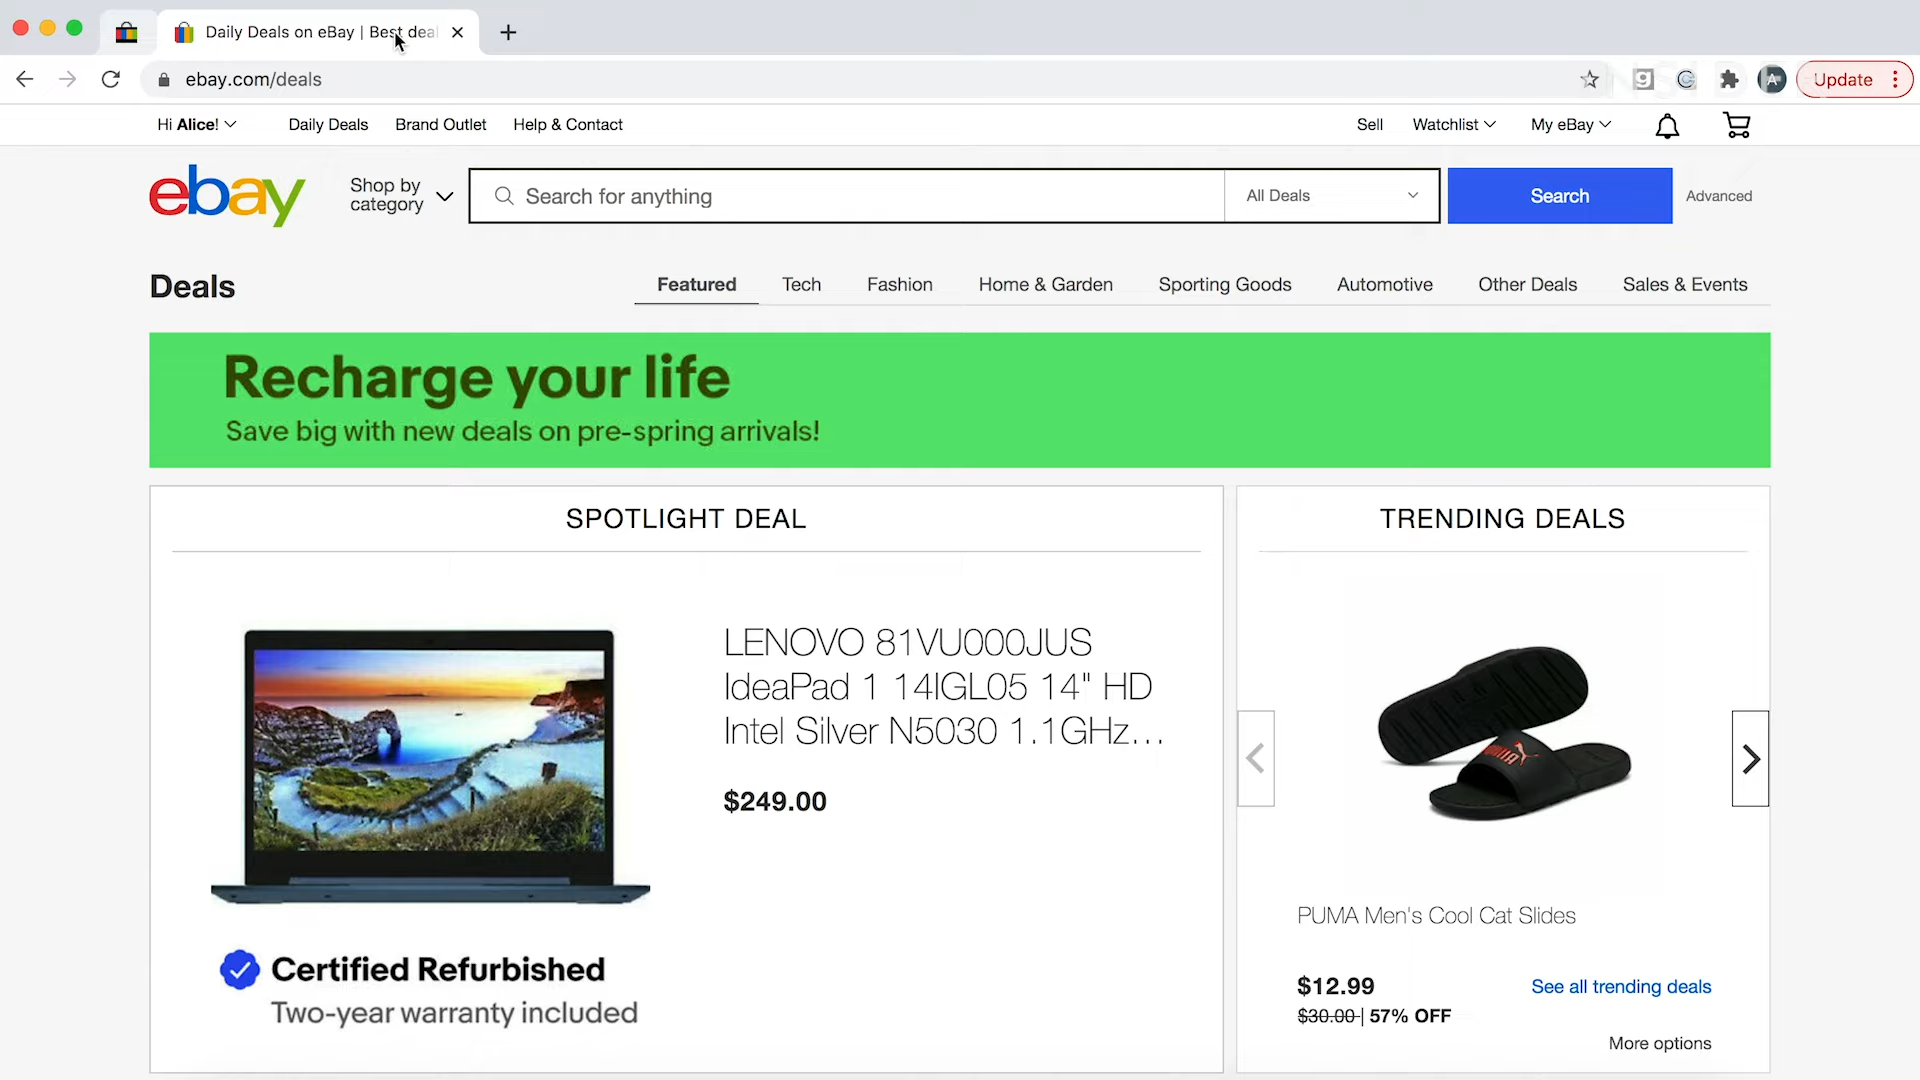 Daily Deals on eBay | Best deal
ebay.com/deals
A
Update
Hi Alice!
Daily Deals
Brand Outlet
Help & Contact
Sell
Watchlist
My eBay
ebay
Shop by
category
Search for anything
All Deals
Search
Advanced
Deals
Featured
Tech
Fashion
Home & Garden
Sporting Goods
Automotive
Other Deals
Sales & Events
Recharge your life
Save big with new deals on pre-spring arrivals!
SPOTLIGHT DEAL
LENOVO 81VU000JUS
IdeaPad 1 14IGL05 14" HD
Intel Silver N5030 1.1GHz...
$249.00
Certified Refurbished
Two-year warranty included
TRENDING DEALS
PUMA
PUMA Men's Cool Cat Slides
$12.99
See all trending deals
$30.00 | 57% OFF
More options